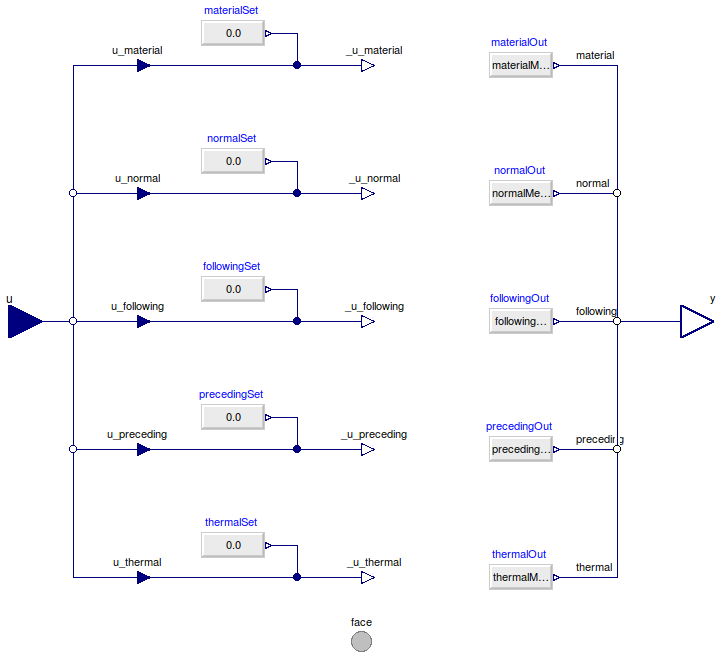 materialSet
0.0
u_material
_u_material
materialOut
materialM...
material
normalSet
0.0
u_normal
_u_normal
normalOut
normalMe...
normal
followingSet
0.0
u
u_following
_u_following
followingOut
following...
following
y
precedingSet
0.0
u_preceding
_u_preceding
precedingOut
preceding...
preceding
thermalSet
0.0
u_thermal
_u_thermal
thermalOut
thermalM...
thermal
face